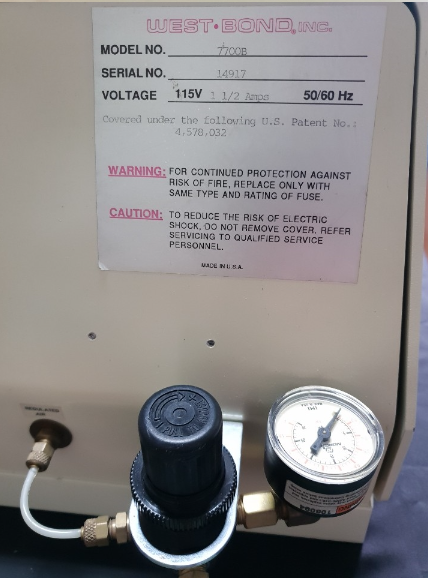 WEST·BOND, INC.
MODEL NO. 7700B
SERIAL NO. 14917
VOLTAGE 115V 1 1/2 Amps 50/60 Hz
Covered under the following U.S. Patent No.:
4,578,032
WARNING: FOR CONTINUED PROTECTION AGAINST
RISK OF FIRE, REPLACE ONLY WITH
SAME TYPE AND RATING OF FUSE.
CAUTION: TO REDUCE THE RISK OF ELECTRIC
SHOCK, DO NOT REMOVE COVER. REFER
SERVICING TO QUALIFIED SERVICE
PERSONNEL.
MADE IN U.S.A.
REGULATED
AIR